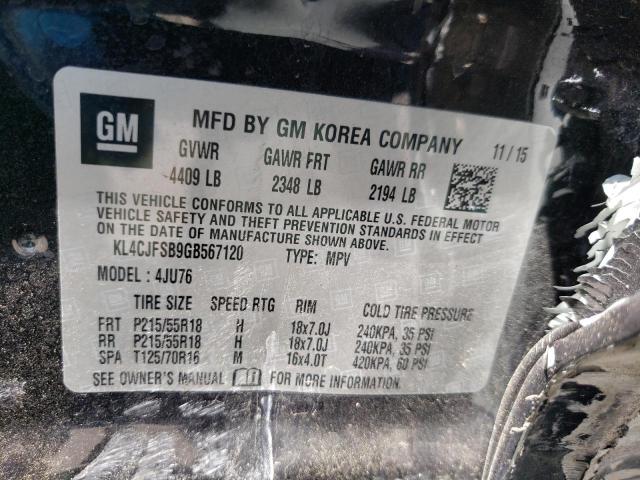 GM MFD BY GM KOREA COMPANY 11/15
GVWR GAWR FRT GAWR RR
4409 LB 2348 LB 2194 LB
THIS VEHICLE CONFORMS TO ALL APPLICABLE U.S. FEDERAL MOTOR
VEHICLE SAFETY AND THEFT PREVENTION STANDARDS IN EFFECT
ON THE DATE OF MANUFACTURE SHOWN ABOVE.
KL4CJFSB9GB567120 TYPE: MPV
MODEL: 4JU76
TIRE SIZE SPEED RTG RIM COLD TIRE PRESSURE
FRT P215/55R18 H 18x7.0J 240KPA, 35 PSI
RR P215/55R18 H 18x7.0J 240KPA, 35 PSI
SPA T125/70R16 M 16x4.0T 420KPA, 60 PSI
SEE OWNER'S MANUAL FOR MORE INFORMATION.